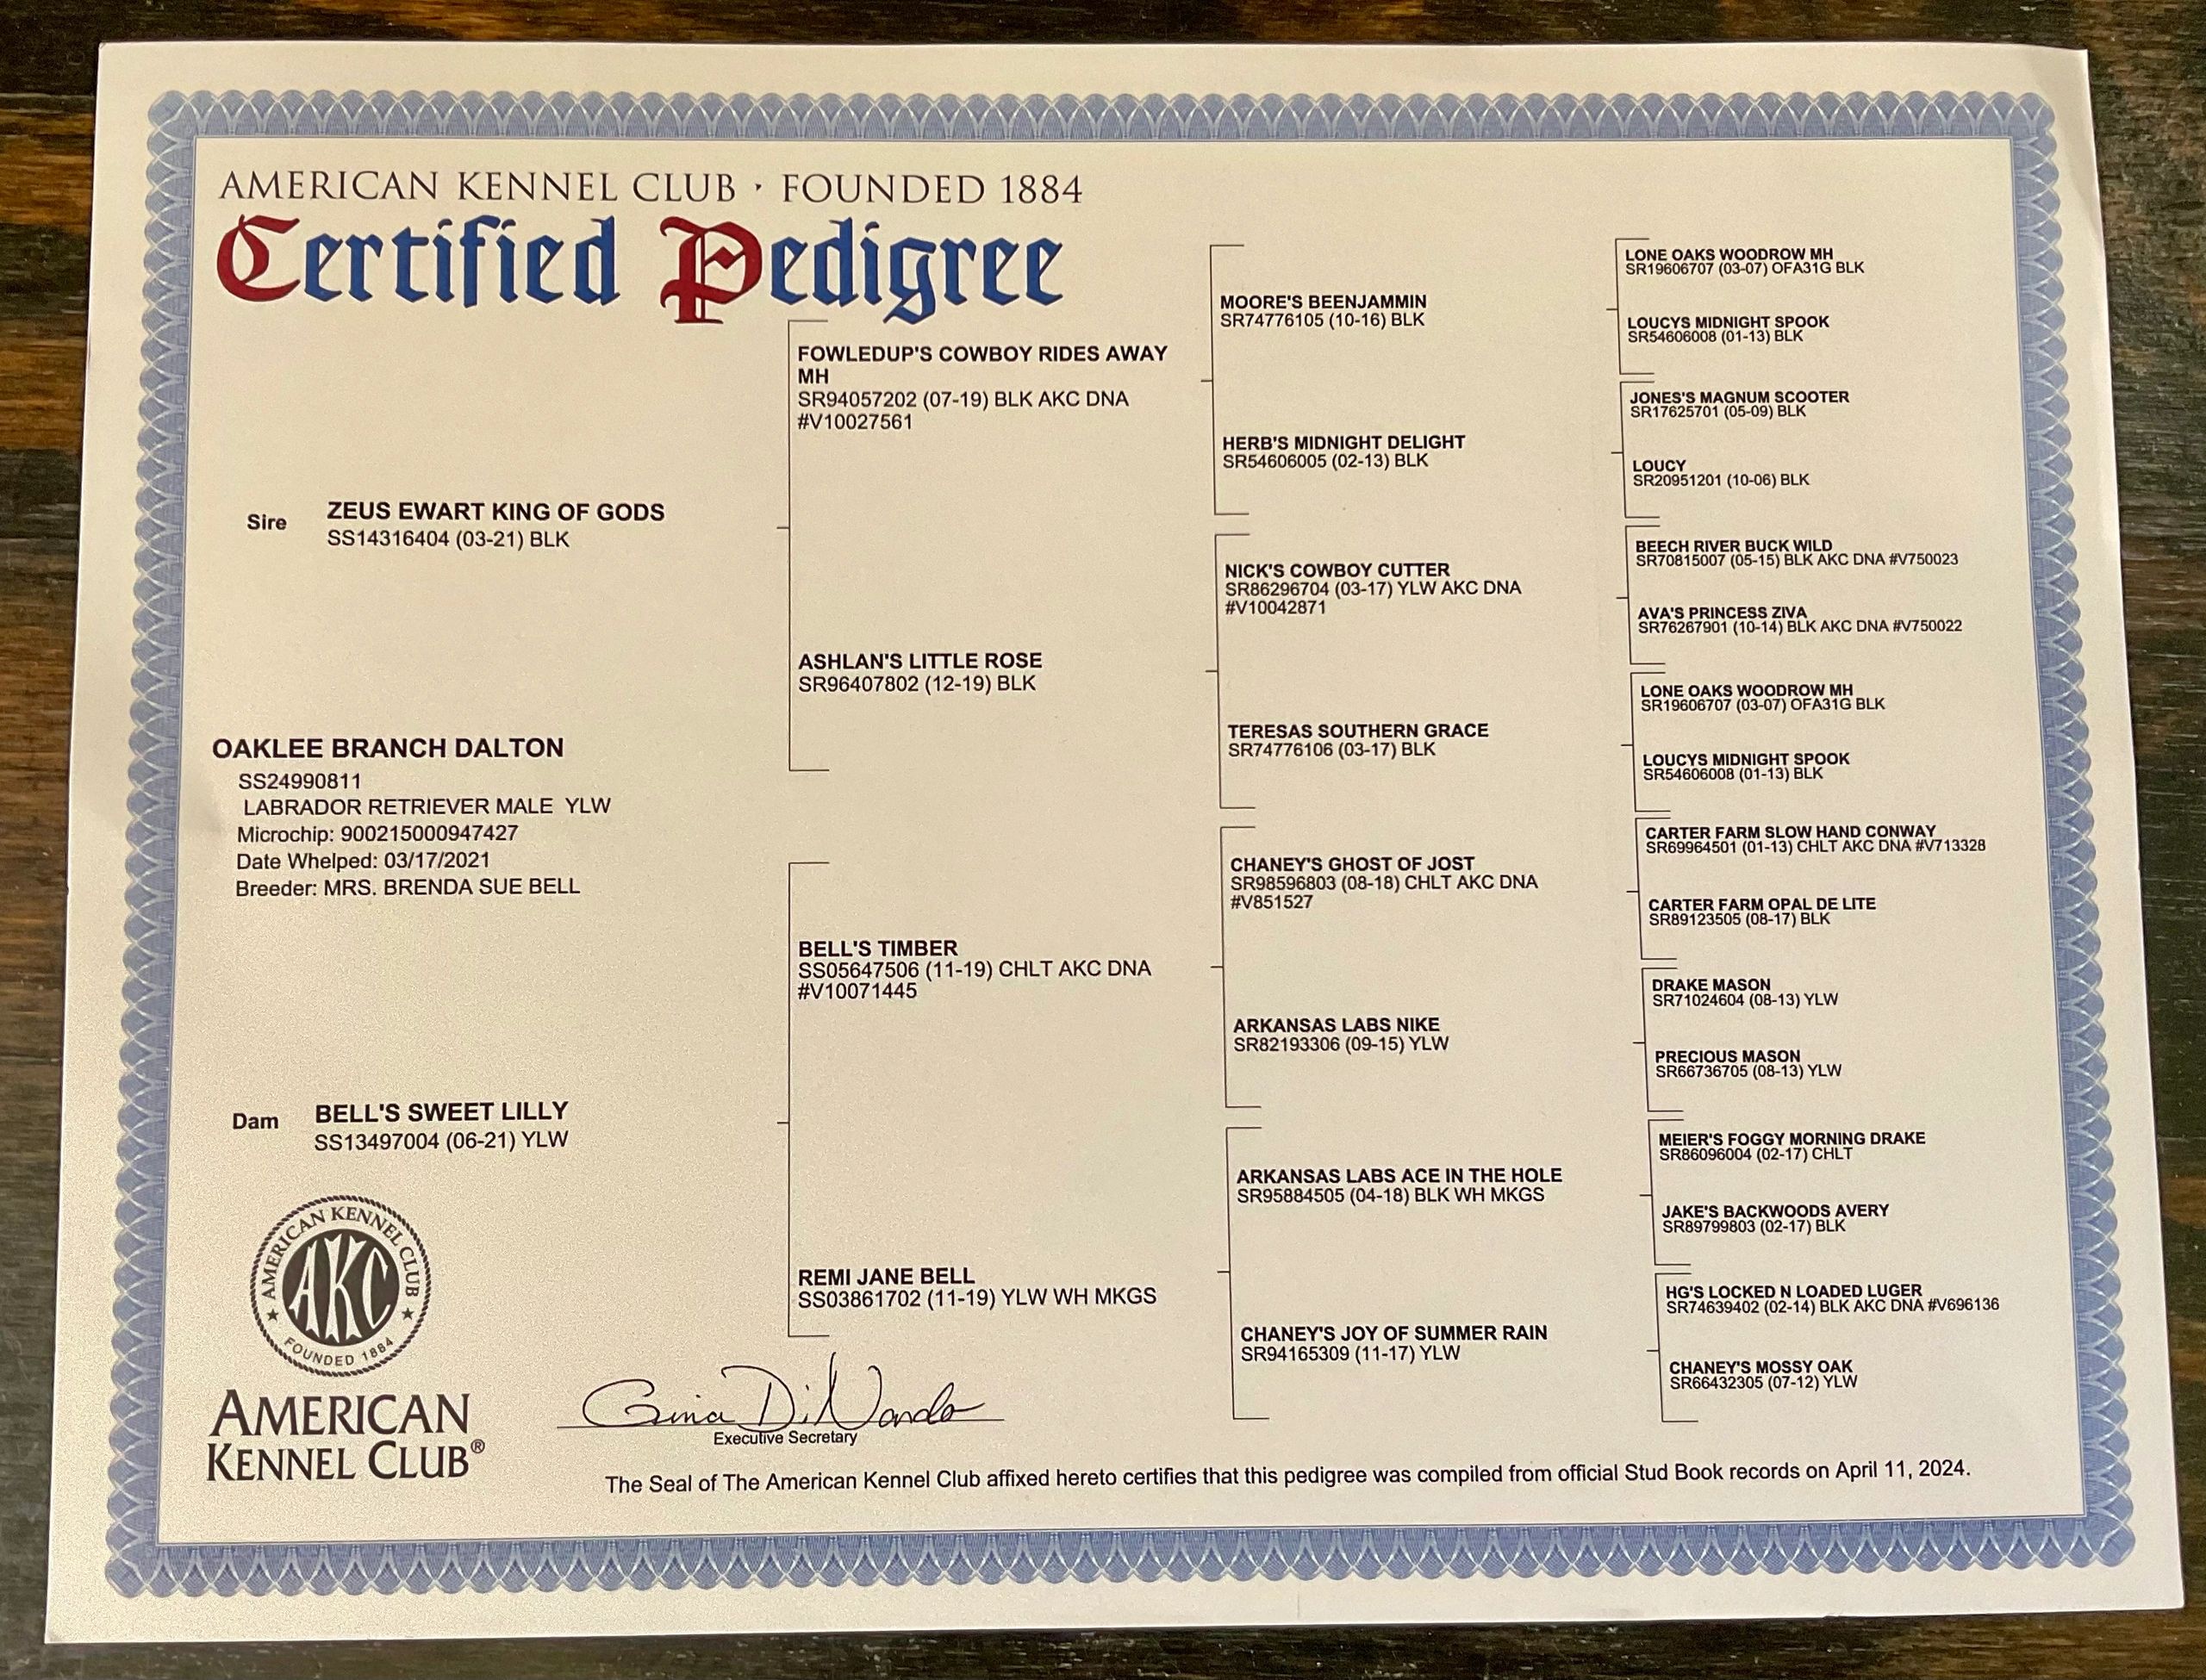 AMERICAN KENNEL CLUB · FOUNDED 1884
Certified Pedigree
Sire
ZEUS EWART KING OF GODS
SS14316404 (03-21) BLK
OAKLEE BRANCH DALTON
SS24990811
LABRADOR RETRIEVER MALE YLW
Microchip: 900215000947427
Date Whelped: 03/17/2021
Breeder: MRS. BRENDA SUE BELL
Dam
BELL'S SWEET LILLY
SS13497004 (06-21) YLW
FOWLEDUP'S COWBOY RIDES AWAY
MH
SR94057202 (07-19) BLK AKC DNA
#V10027561
ASHLAN'S LITTLE ROSE
SR96407802 (12-19) BLK
BELL'S TIMBER
SS05647506 (11-19) CHLT AKC DNA
#V10071445
REMI JANE BELL
SS03861702 (11-19) YLW WH MKGS
MOORE'S BEENJAMMIN
SR74776105 (10-16) BLK
HERB'S MIDNIGHT DELIGHT
SR54606005 (02-13) BLK
NICK'S COWBOY CUTTER
SR86296704 (03-17) YLW AKC DNA
#V10042871
TERESAS SOUTHERN GRACE
SR74776106 (03-17) BLK
CHANEY'S GHOST OF JOST
SR98596803 (08-18) CHLT AKC DNA
#V851527
ARKANSAS LABS NIKE
SR82193306 (09-15) YLW
ARKANSAS LABS ACE IN THE HOLE
SR95884505 (04-18) BLK WH MKGS
CHANEY'S JOY OF SUMMER RAIN
SR94165309 (11-17) YLW
LONE OAKS WOODROW MH
SR19606707 (03-07) OFA31G BLK
LOUCYS MIDNIGHT SPOOK
SR54606008 (01-13) BLK
JONES'S MAGNUM SCOOTER
SR17625701 (05-09) BLK
LOUCY
SR20951201 (10-06) BLK
BEECH RIVER BUCK WILD
SR70815007 (05-15) BLK AKC DNA #V750023
AVA'S PRINCESS ZIVA
SR76267901 (10-14) BLK AKC DNA #V750022
LONE OAKS WOODROW MH
SR19606707 (03-07) OFA31G BLK
LOUCYS MIDNIGHT SPOOK
SR54606008 (01-13) BLK
CARTER FARM SLOW HAND CONWAY
SR69964501 (01-13) CHLT AKC DNA #V713328
CARTER FARM OPAL DE LITE
SR89123505 (08-17) BLK
DRAKE MASON
SR71024604 (08-13) YLW
PRECIOUS MASON
SR66736705 (08-13) YLW
MEIER'S FOGGY MORNING DRAKE
SR86096004 (02-17) CHLT
JAKE'S BACKWOODS AVERY
SR89799803 (02-17) BLK
HG'S LOCKED N LOADED LUGER
SR74639402 (02-14) BLK AKC DNA #V696136
CHANEY'S MOSSY OAK
SR66432305 (07-12) YLW
AMERICAN KENNEL CLUB
AKC
FOUNDED 1884
AMERICAN
KENNEL CLUB®
Gina DiNardo
Executive Secretary
The Seal of The American Kennel Club affixed hereto certifies that this pedigree was compiled from official Stud Book records on April 11, 2024.